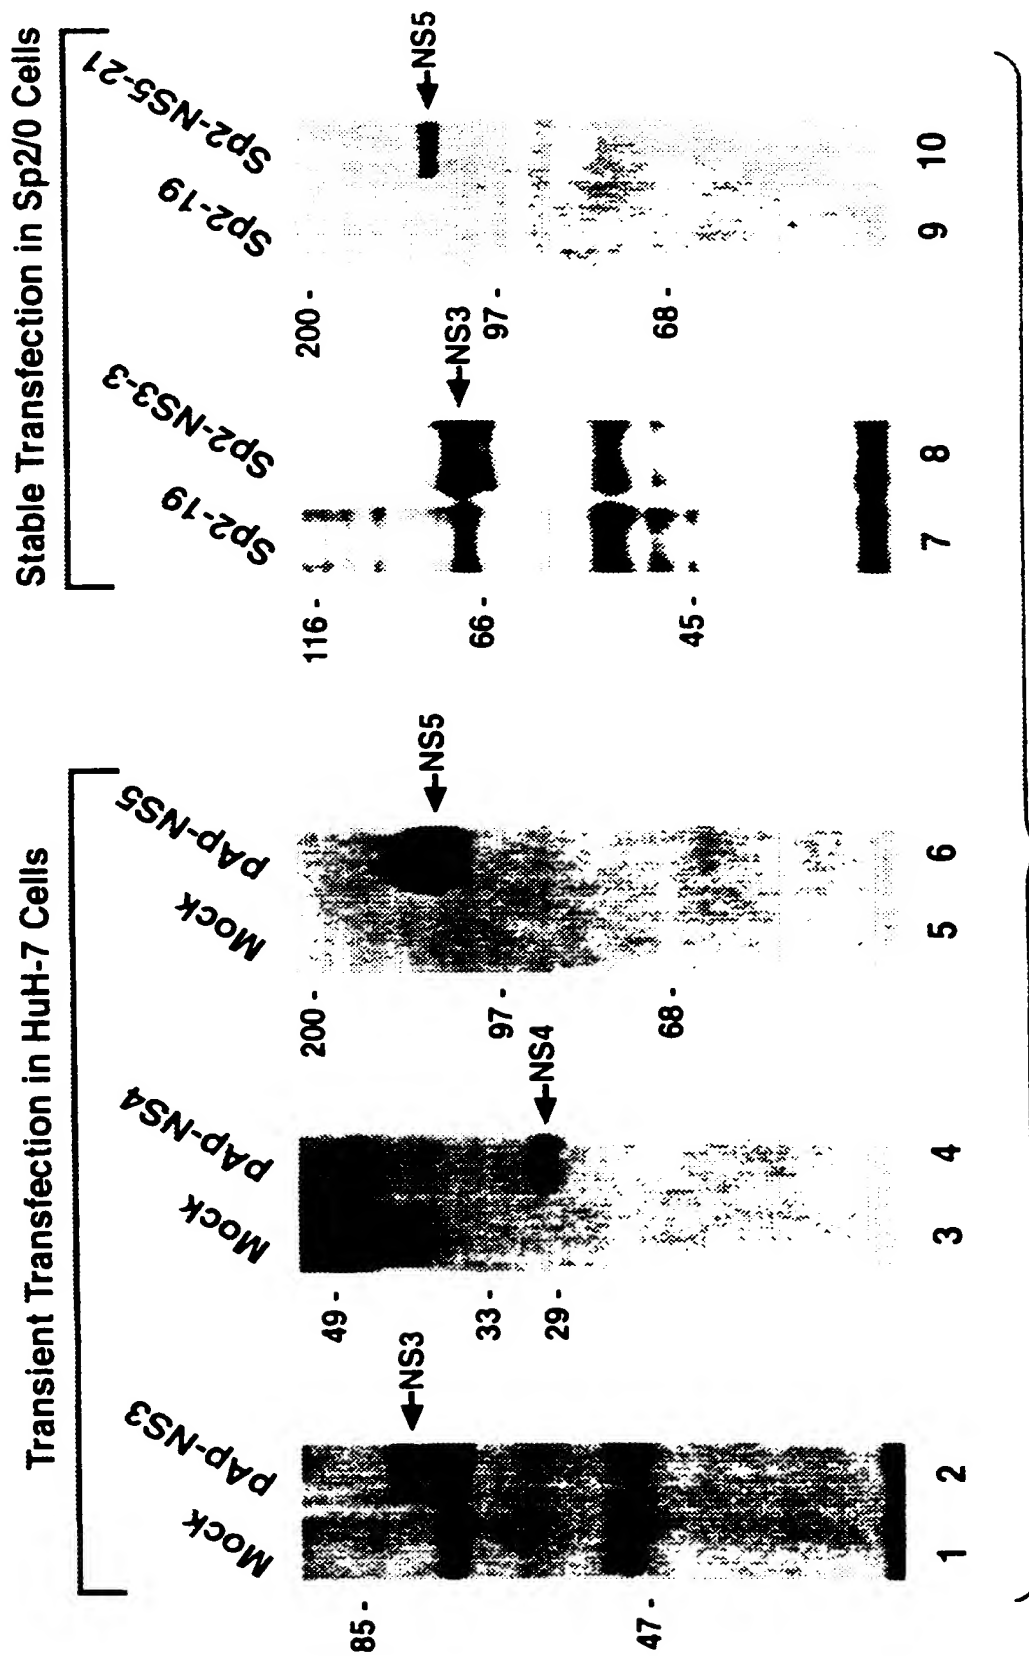 Transient Transfection in HuH-7 Cells
Mock
pAp-NS3
85 -
47 -
NS3
1
2
Mock
pAp-NS4
49 -
33 -
29 -
NS4
3
4
Mock
pAp-NS5
200 -
97 -
68 -
NS5
5
6
Stable Transfection in Sp2/0 Cells
Sp2-19
Sp2-NS3-3
116 -
66 -
45 -
NS3
7
8
Sp2-19
Sp2-NS5-21
200 -
97 -
68 -
NS5
9
10